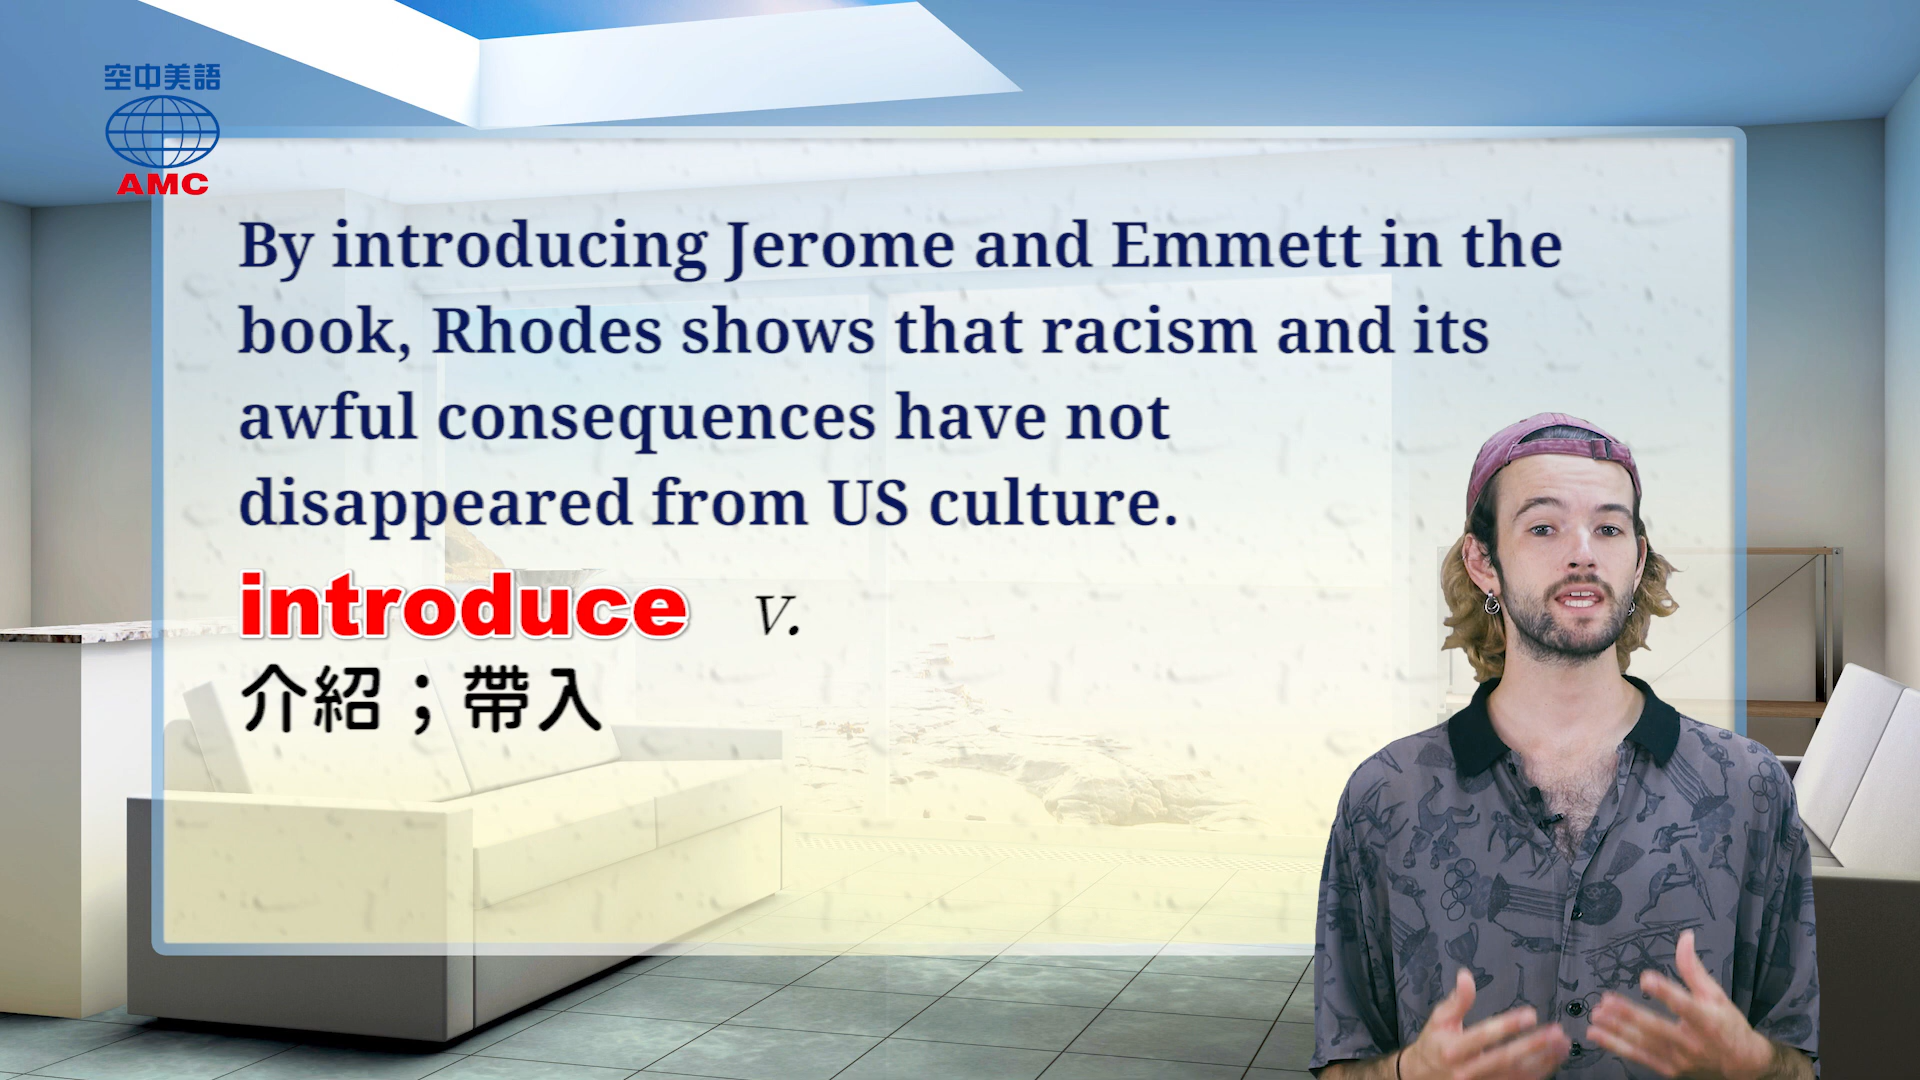 空中美語
AMC
By introducing Jerome and Emmett in the
book, Rhodes shows that racism and its
awful consequences have not
disappeared from US culture.
introduce v.
介紹；帶入